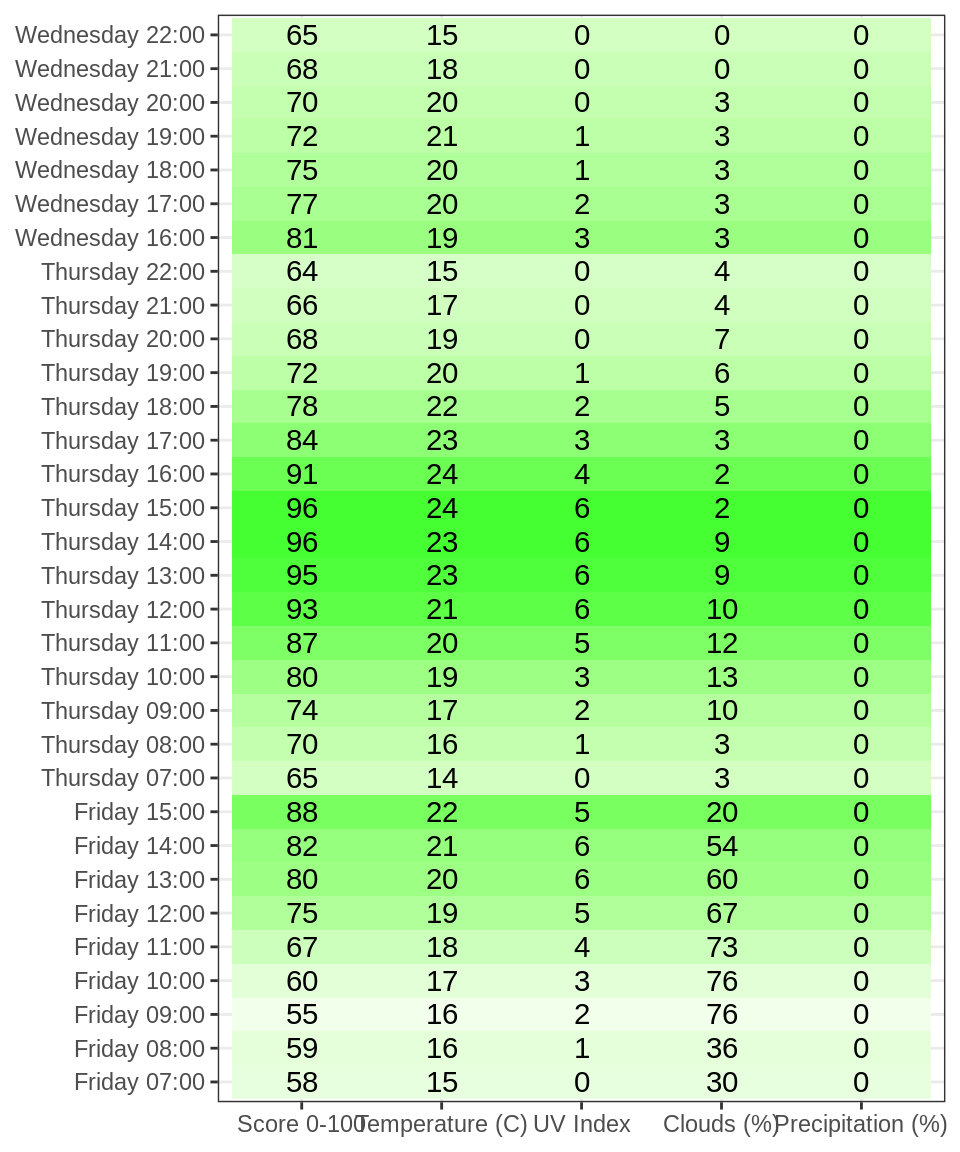 Wednesday 22:00 65 15 0 0 0
Wednesday 21:00 68 18 0 0 0
Wednesday 20:00 70 20 0 3 0
Wednesday 19:00 72 21 1 3 0
Wednesday 18:00 75 20 1 3 0
Wednesday 17:00 77 20 2 3 0
Wednesday 16:00 81 19 3 3 0
Thursday 22:00 64 15 0 4 0
Thursday 21:00 66 17 0 4 0
Thursday 20:00 68 19 0 7 0
Thursday 19:00 72 20 1 6 0
Thursday 18:00 78 22 2 5 0
Thursday 17:00 84 23 3 3 0
Thursday 16:00 91 24 4 2 0
Thursday 15:00 96 24 6 2 0
Thursday 14:00 96 23 6 9 0
Thursday 13:00 95 23 6 9 0
Thursday 12:00 93 21 6 10 0
Thursday 11:00 87 20 5 12 0
Thursday 10:00 80 19 3 13 0
Thursday 09:00 74 17 2 10 0
Thursday 08:00 70 16 1 3 0
Thursday 07:00 65 14 0 3 0
Friday 15:00 88 22 5 20 0
Friday 14:00 82 21 6 54 0
Friday 13:00 80 20 6 60 0
Friday 12:00 75 19 5 67 0
Friday 11:00 67 18 4 73 0
Friday 10:00 60 17 3 76 0
Friday 09:00 55 16 2 76 0
Friday 08:00 59 16 1 36 0
Friday 07:00 58 15 0 30 0
Score 0-100 Temperature (C) UV Index Clouds (%) Precipitation (%)